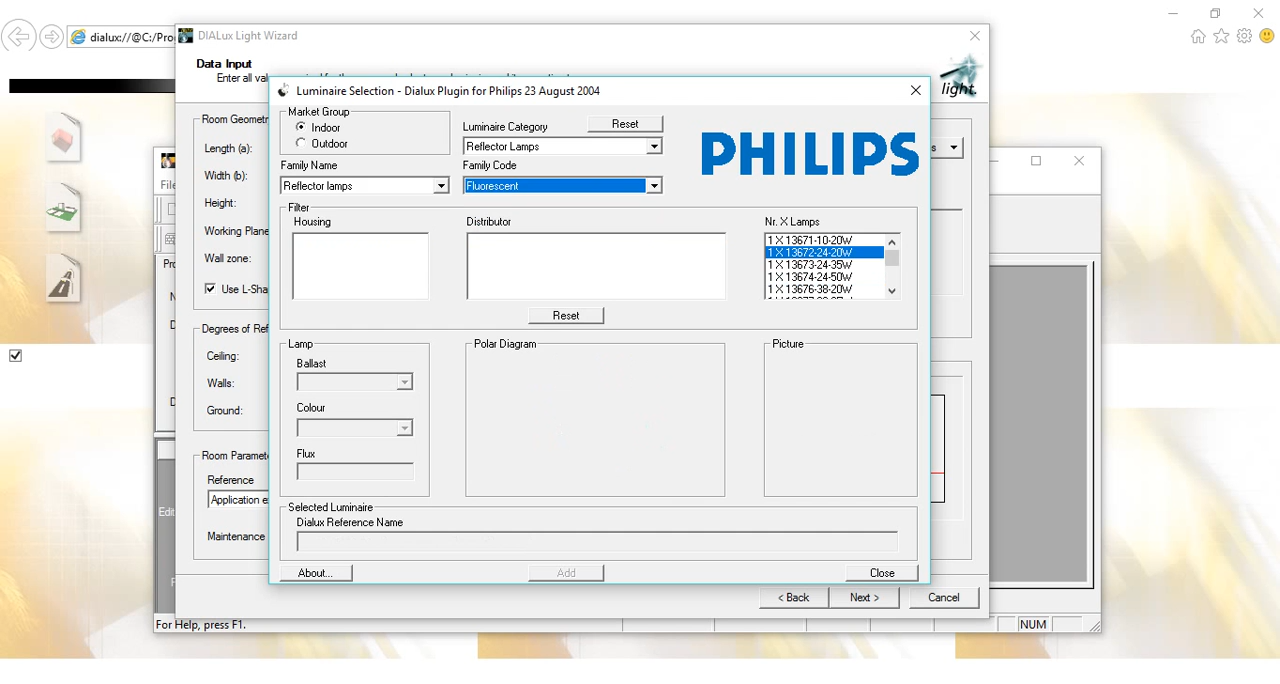 dialux://@C:/Pro
DIALux Light Wizard
Data Input
light.
Luminaire Selection - Dialux Plugin for Philips 23 August 2004
Market Group
Indoor
Outdoor
Luminaire Category
Reset
Reflector Lamps
Family Name
Family Code
Reflector lamps
Fluorescent
PHILIPS
Filter
Housing
Distributor
Nr. X Lamps
1 X 13671-10-20W
1 X 13672-24-20W
1 X 13673-24-35W
1 X 13674-24-50W
1 X 13676-38-20W
Reset
Lamp
Ballast
Colour
Flux
Polar Diagram
Picture
Selected Luminaire
Dialux Reference Name
About...
Add
Close
Room Geometr
Length (a):
Width (b):
Height:
Working Plane
Wall zone:
Use L-Sha
Degrees of Ref
Ceiling:
Walls:
Ground:
Room Paramete
Reference
Application e
Maintenance
< Back
Next >
Cancel
File
Edit
For Help, press F1.
NUM